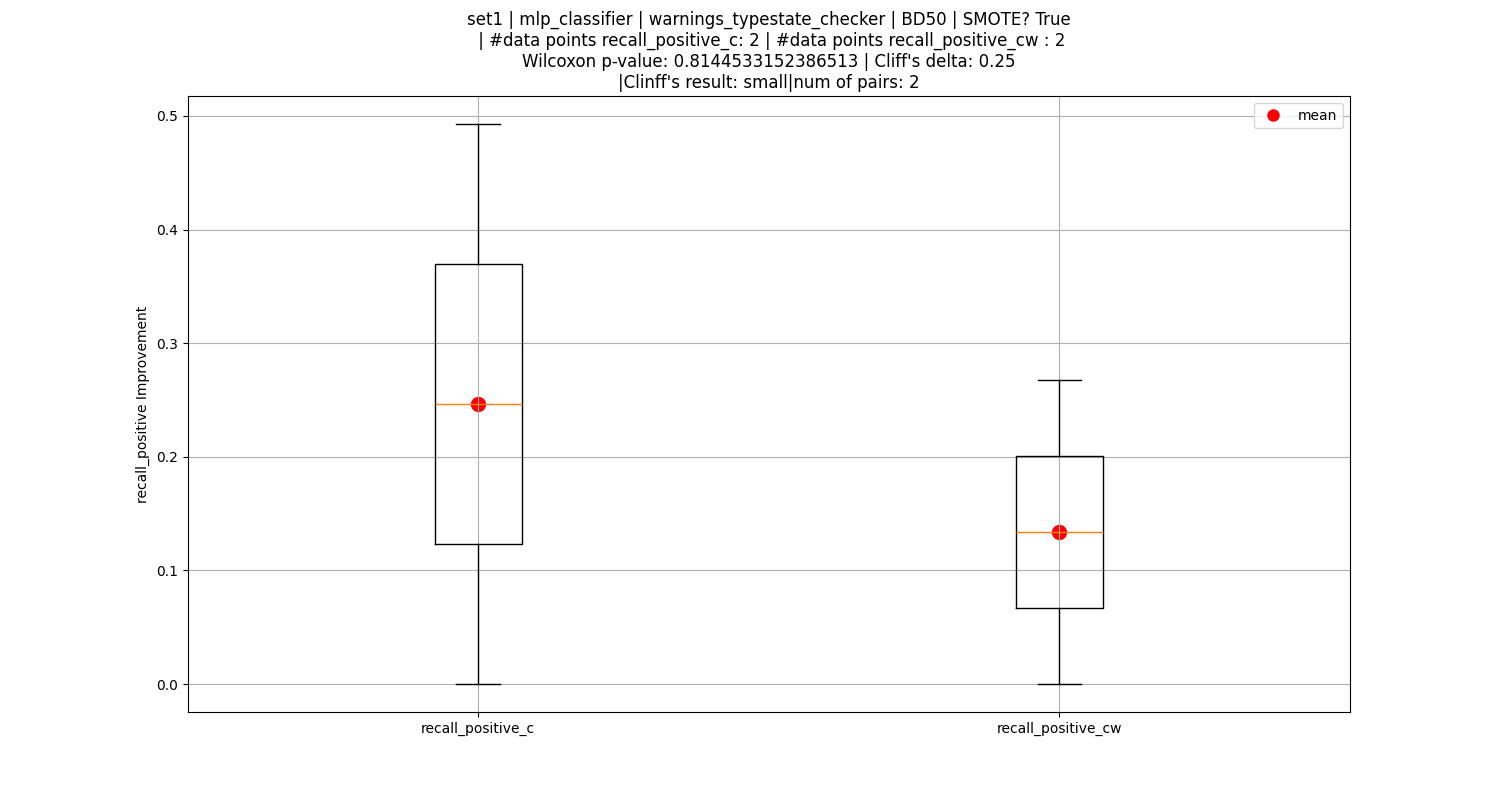 set1 | mlp_classifier | warnings_typestate_checker | BD50 | SMOTE? True
| #data points recall_positive_c: 2 | #data points recall_positive_cw : 2
Wilcoxon p-value: 0.8144533152386513 | Cliff's delta: 0.25
|Clinff's result: small|num of pairs: 2
mean
recall_positive Improvement
0.5
0.4
0.3
0.2
0.1
0.0
recall_positive_c
recall_positive_cw